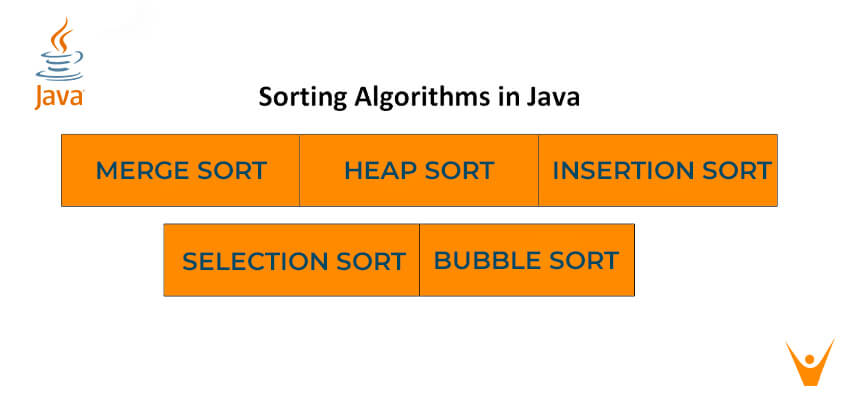 Java
Sorting Algorithms in Java
MERGE SORT HEAP SORT INSERTION SORT
SELECTION SORT BUBBLE SORT